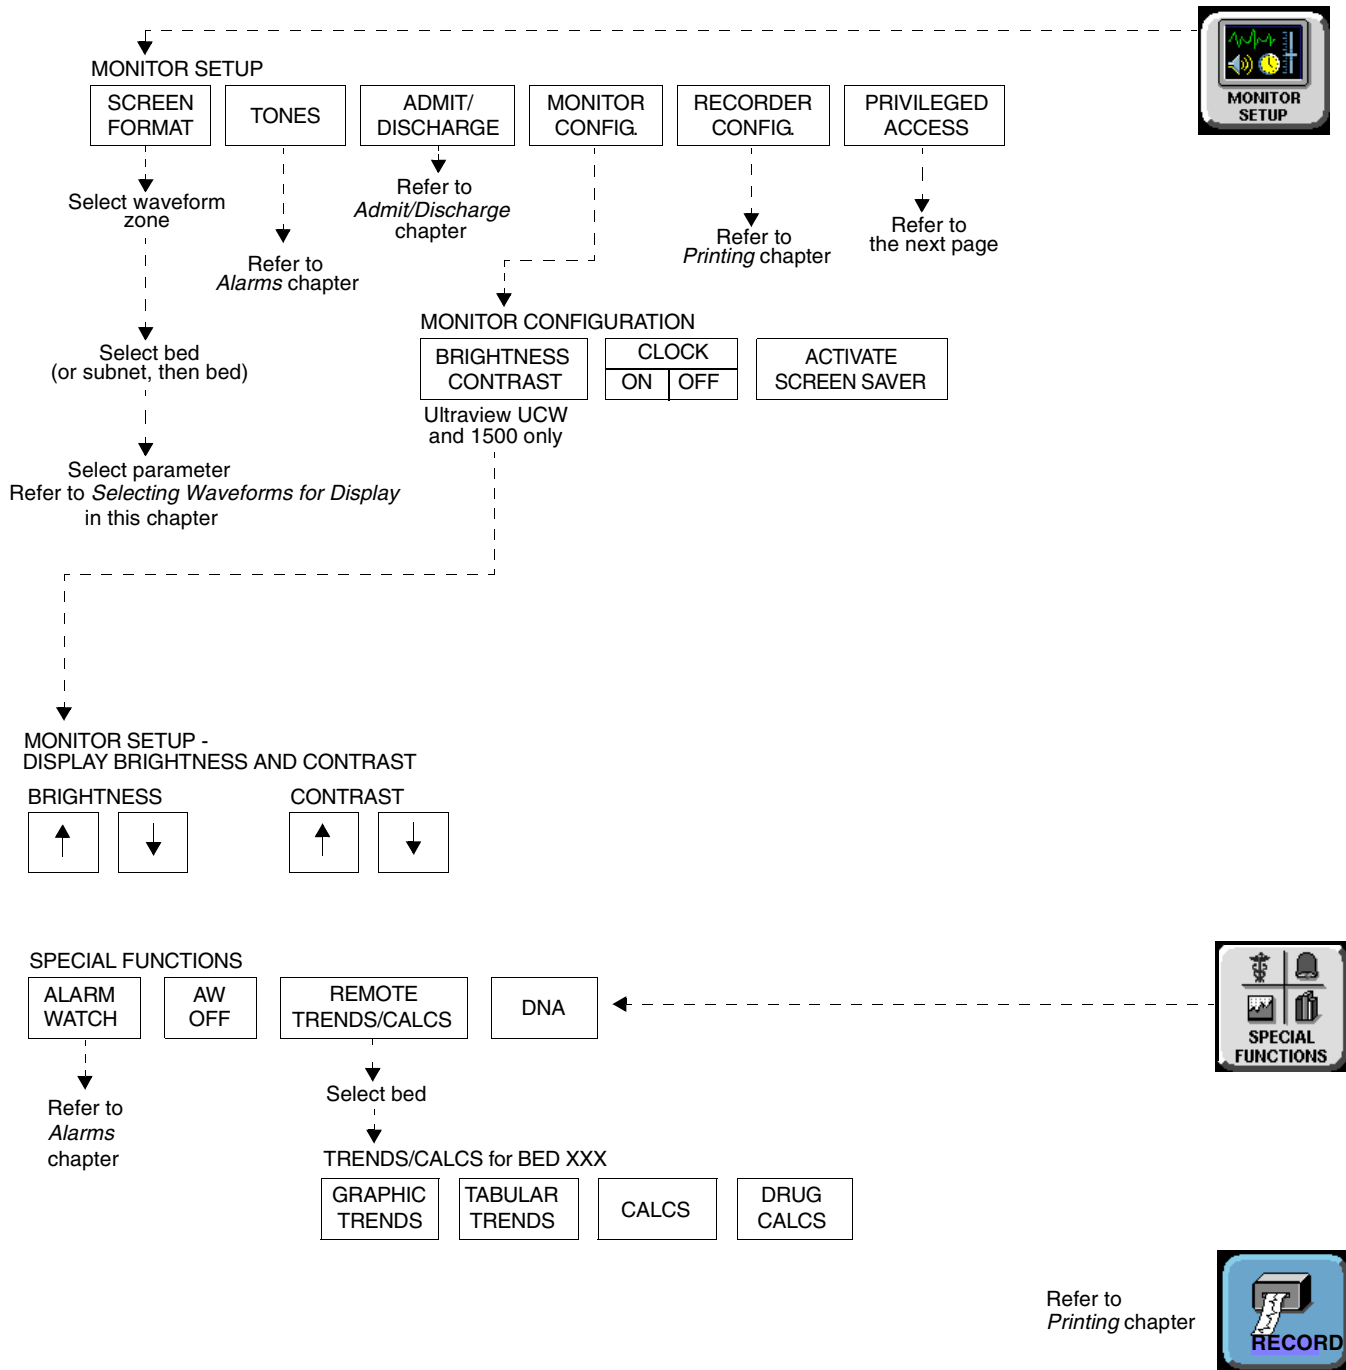 MONITOR
SETUP
MONITOR SETUP
SCREEN
FORMAT
TONES
ADMIT/
DISCHARGE
MONITOR
CONFIG.
RECORDER
CONFIG.
PRIVILEGED
ACCESS
Select waveform
zone
Refer to
Alarms chapter
Refer to
Admit/Discharge
chapter
Refer to
Printing chapter
Refer to
the next page
Select bed
(or subnet, then bed)
Select parameter
Refer to Selecting Waveforms for Display
in this chapter
MONITOR CONFIGURATION
BRIGHTNESS
CONTRAST
CLOCK
ON OFF
ACTIVATE
SCREEN SAVER
Ultraview UCW
and 1500 only
MONITOR SETUP -
DISPLAY BRIGHTNESS AND CONTRAST
BRIGHTNESS
CONTRAST
SPECIAL FUNCTIONS
ALARM
WATCH
AW
OFF
REMOTE
TRENDS/CALCS
DNA
SPECIAL
FUNCTIONS
Refer to
Alarms
chapter
Select bed
TRENDS/CALCS for BED XXX
GRAPHIC
TRENDS
TABULAR
TRENDS
CALCS
DRUG
CALCS
Refer to
Printing chapter
RECORD